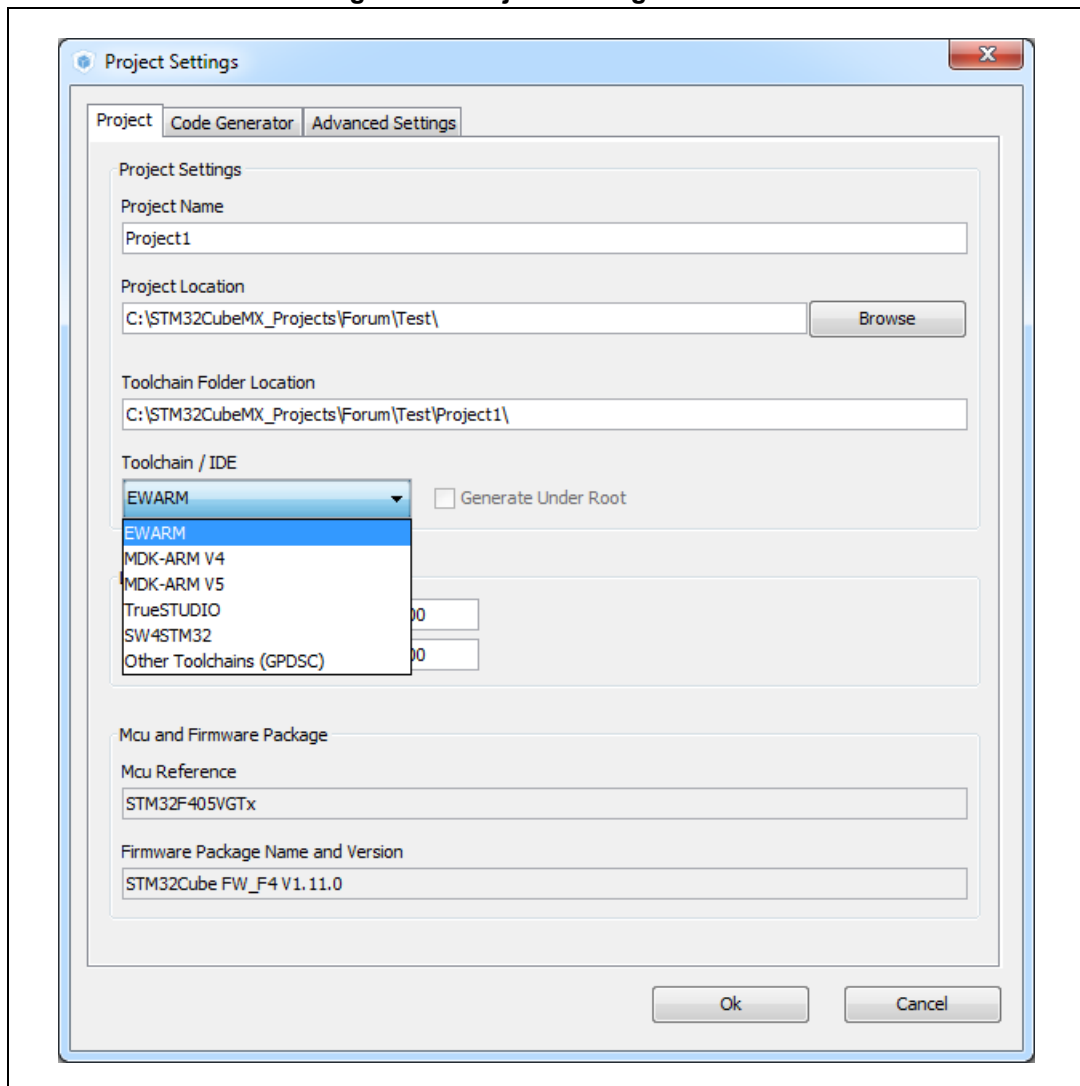 Project Settings
Project Code Generator Advanced Settings
Project Settings
Project Name
Project1
Project Location
C:\STM32CubeMX_Projects\Forum\Test\ Browse
Toolchain Folder Location
C:\STM32CubeMX_Projects\Forum\Test\Project1\
Toolchain / IDE
EWARM Generate Under Root
EWARM
MDK-ARM V4
MDK-ARM V5
TrueSTUDIO
SW4STM32
Other Toolchains (GPDSC)
Mcu and Firmware Package
Mcu Reference
STM32F405VGTx
Firmware Package Name and Version
STM32Cube FW_F4 V1.11.0
Ok Cancel